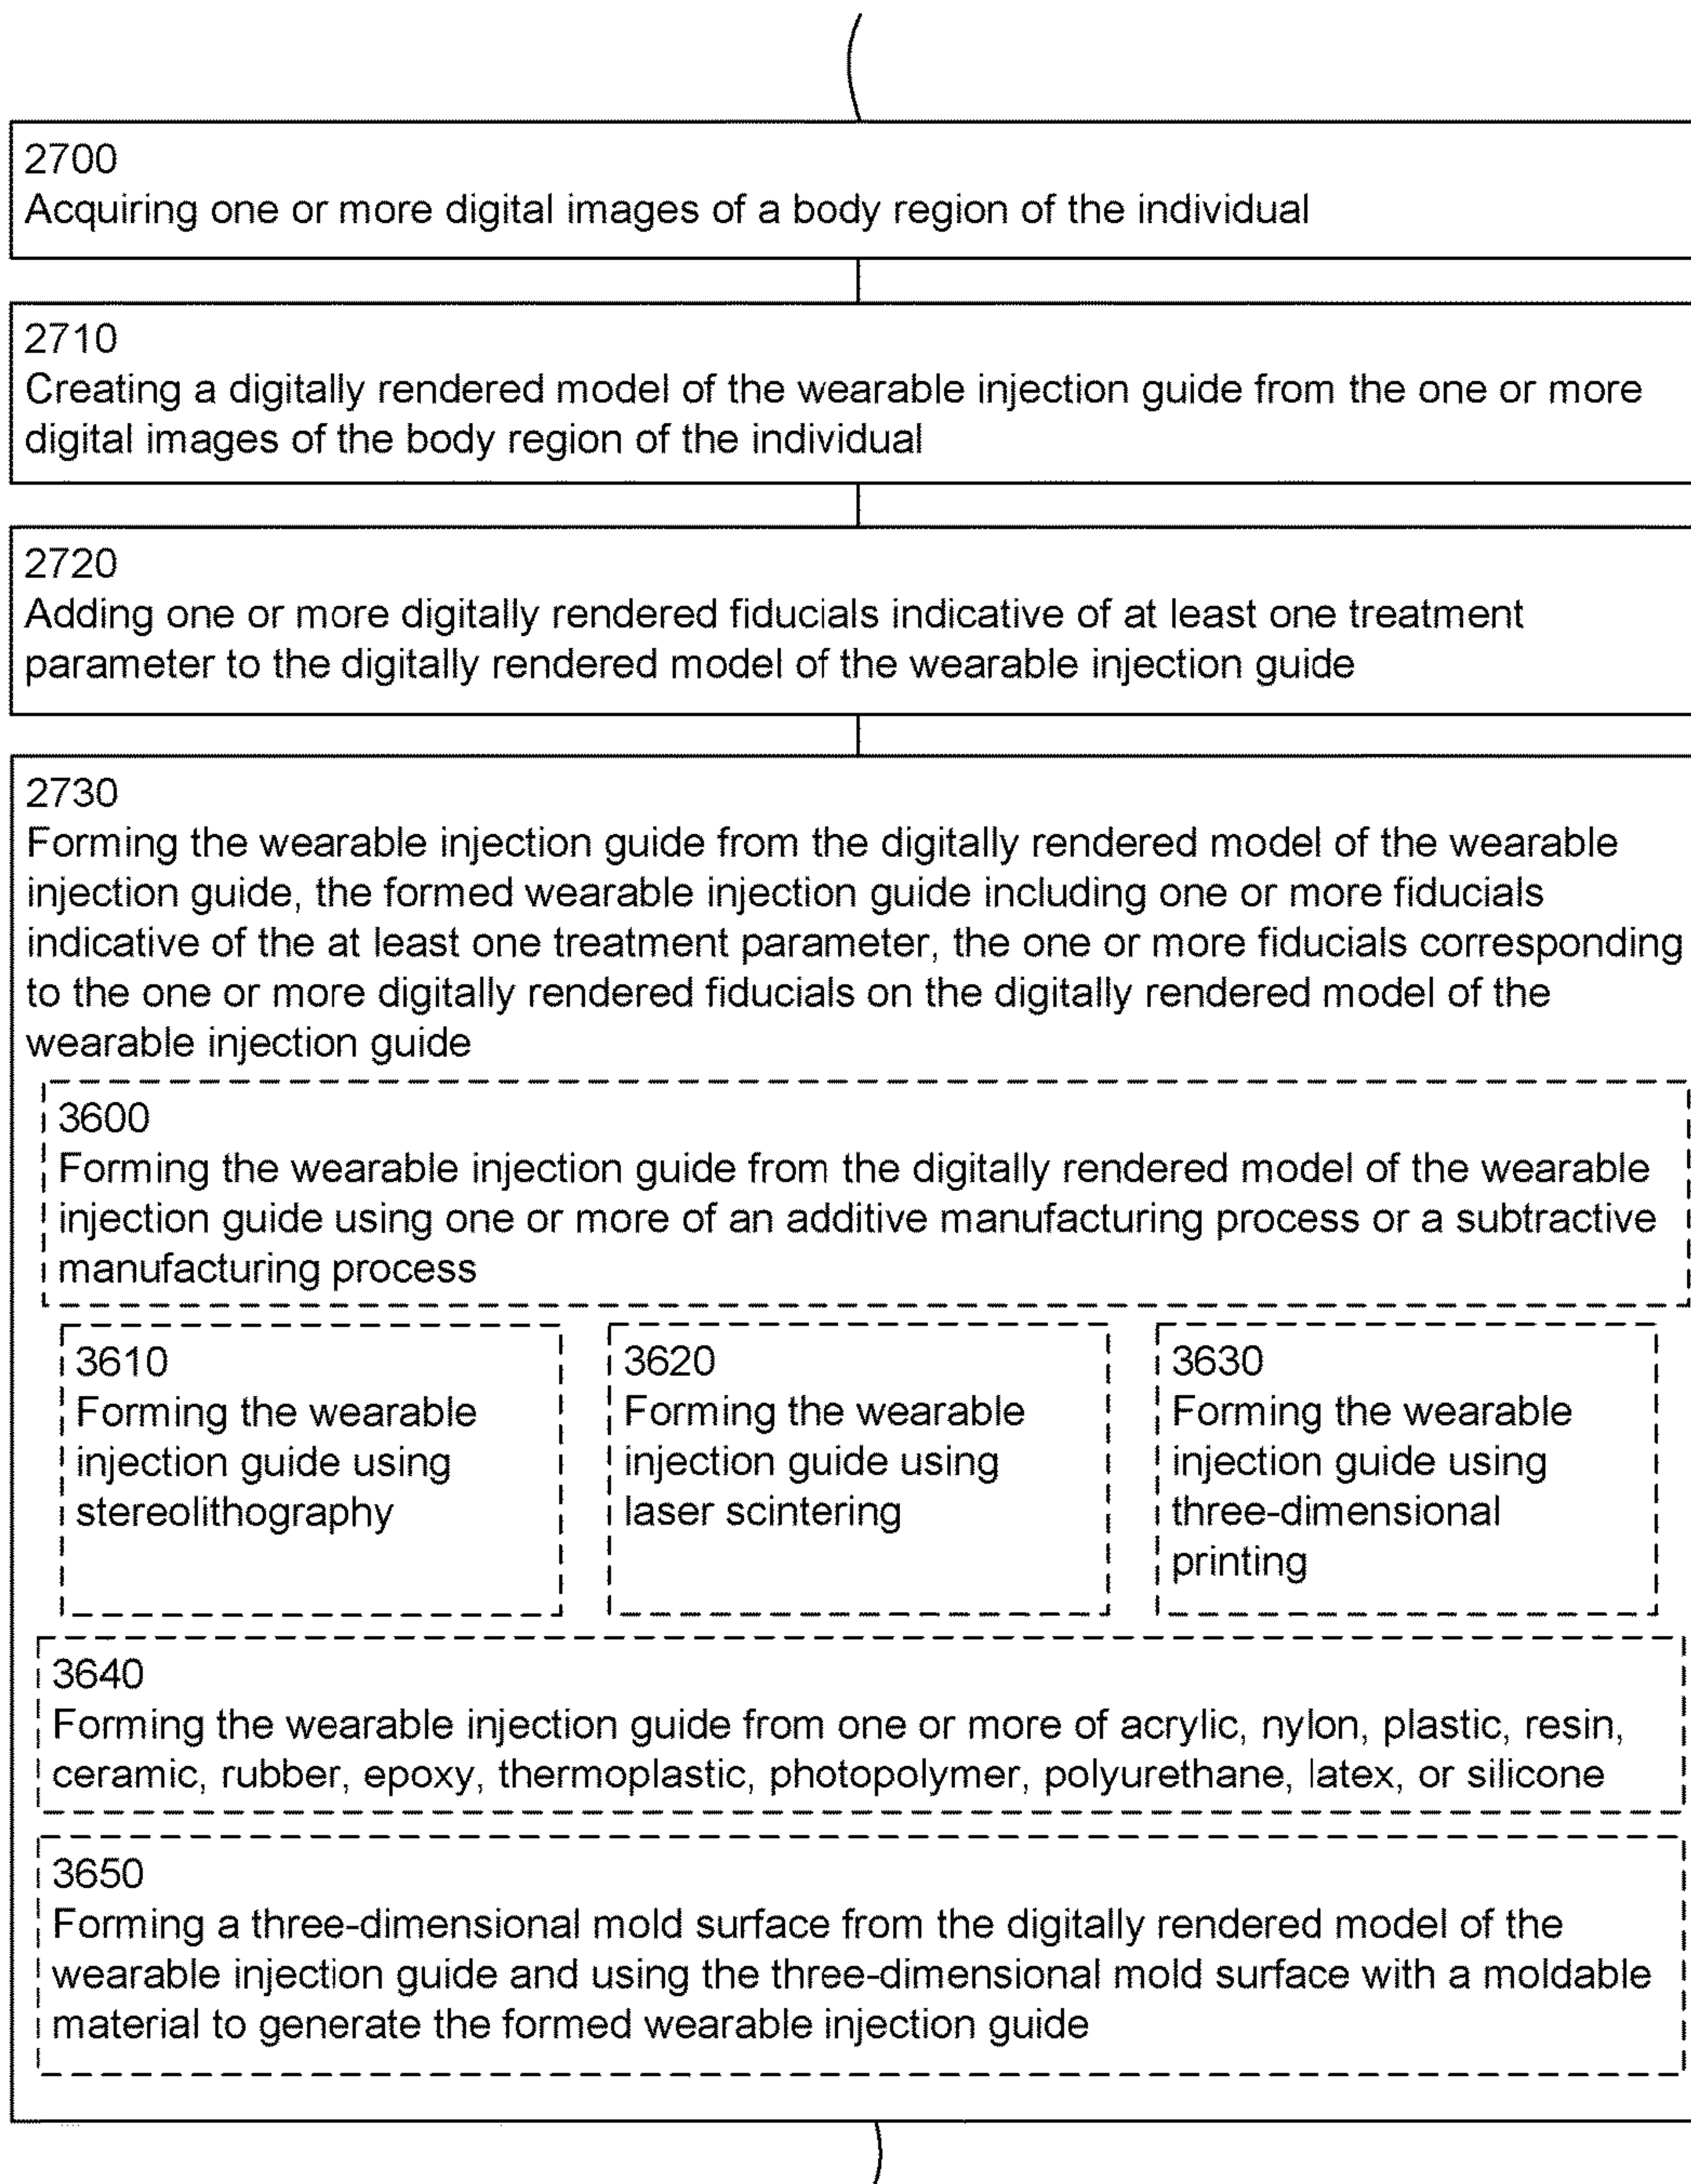 2700
Acquiring one or more digital images of a body region of the individual
2710
Creating a digitally rendered model of the wearable injection guide from the one or more
digital images of the body region of the individual
2720
Adding one or more digitally rendered fiducials indicative of at least one treatment
parameter to the digitally rendered model of the wearable injection guide
2730
Forming the wearable injection guide from the digitally rendered model of the wearable
injection guide, the formed wearable injection guide including one or more fiducials
indicative of the at least one treatment parameter, the one or more fiducials corresponding
to the one or more digitally rendered fiducials on the digitally rendered model of the
wearable injection guide
3600
Forming the wearable injection guide from the digitally rendered model of the wearable
injection guide using one or more of an additive manufacturing process or a subtractive
manufacturing process
3610
Forming the wearable
injection guide using
stereolithography
3620
Forming the wearable
injection guide using
laser scintering
3630
Forming the wearable
injection guide using
three-dimensional
printing
3640
Forming the wearable injection guide from one or more of acrylic, nylon, plastic, resin,
ceramic, rubber, epoxy, thermoplastic, photopolymer, polyurethane, latex, or silicone
3650
Forming a three-dimensional mold surface from the digitally rendered model of the
wearable injection guide and using the three-dimensional mold surface with a moldable
material to generate the formed wearable injection guide